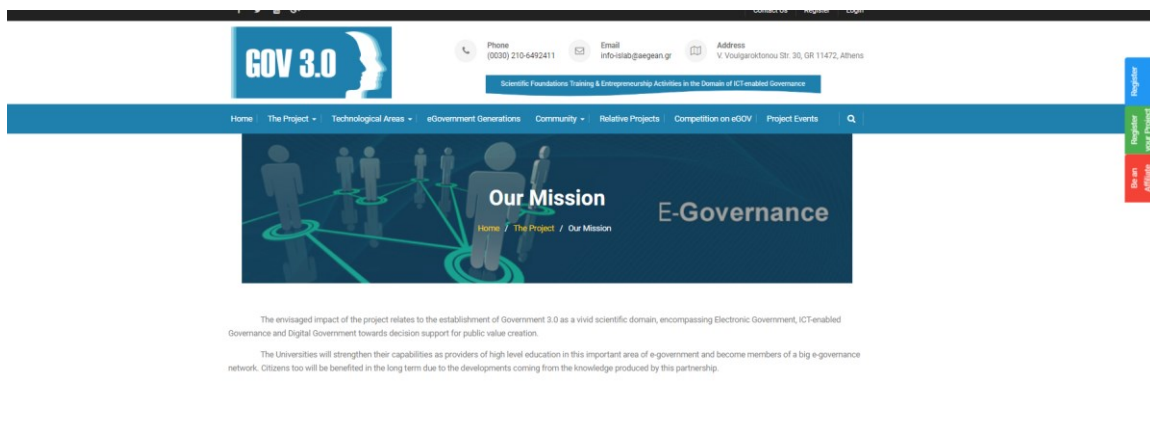 Contact Us Register Login
GOV 3.0
Phone
(0030) 210-6492411
Email
info-islab@aegean.gr
Address
V. Voulgaroktonou Str. 30, GR 11472, Athens
Scientific Foundations Training & Entrepreneurship Activities in the Domain of ICT-enabled Governance
Home The Project Technological Areas eGovernment Generations Community Relative Projects Competition on eGOV Project Events
Register
Register
your Project
Be an
Affiliate
Our Mission
E-Governance
Home / The Project / Our Mission
The envisaged impact of the project relates to the establishment of Government 3.0 as a vivid scientific domain, encompassing Electronic Government, ICT-enabled
Governance and Digital Government towards decision support for public value creation.
The Universities will strengthen their capabilities as providers of high level education in this important area of e-government and become members of a big e-governance
network. Citizens too will be benefited in the long term due to the developments coming from the knowledge produced by this partnership.